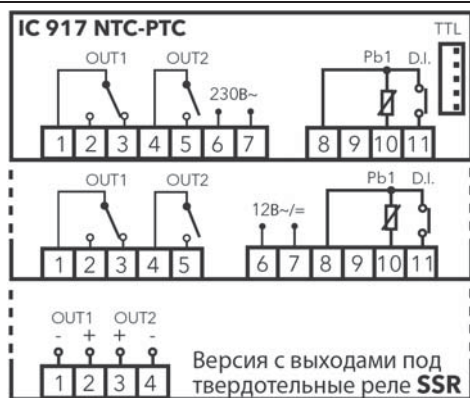 IC 917 NTC-PTC
TTL
OUT1 OUT2 Pb1 D.I.
230В~
1 2 3 4 5 6 7 8 9 10 11
OUT1 OUT2 Pb1 D.I.
12В~/=
1 2 3 4 5 6 7 8 9 10 11
OUT1 OUT2
- + + -
1 2 3 4
Версия с выходами под
твердотельные реле SSR